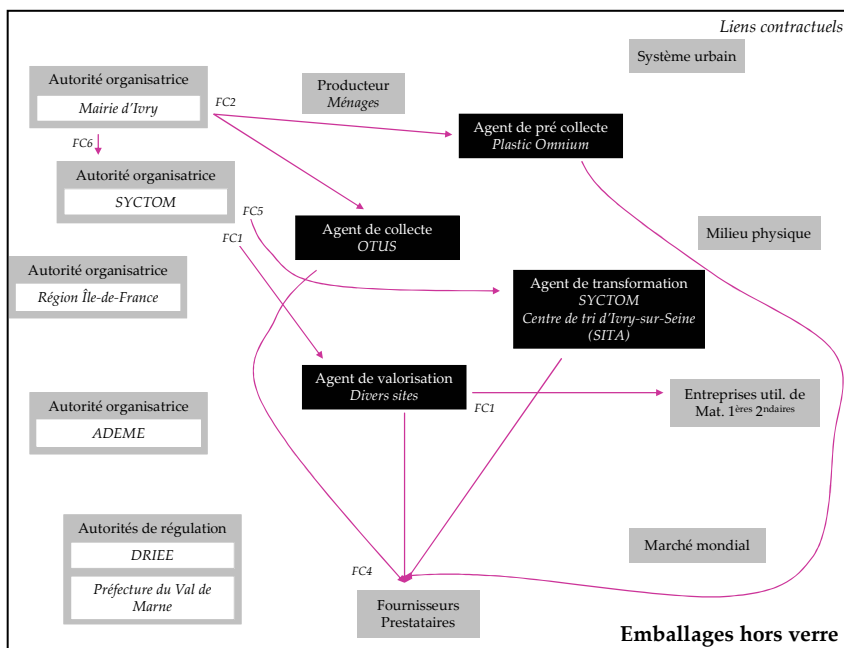 Liens contractuels
Système urbain
Autorité organisatrice
Mairie d'Ivry
FC2
Producteur
Ménages
Agent de pré collecte
Plastic Omnium
FC6
Autorité organisatrice
SYCTOM
FC5
FC1
Agent de collecte
OTUS
Milieu physique
Autorité organisatrice
Région Île-de-France
Agent de transformation
SYCTOM
Centre de tri d'Ivry-sur-Seine
(SITA)
Agent de valorisation
Divers sites
FC1
Entreprises util. de
Mat. 1ères 2ndaires
Autorité organisatrice
ADEME
Autorités de régulation
DRIEE
Préfecture du Val de
Marne
Marché mondial
FC4
Fournisseurs
Prestataires
Emballages hors verre